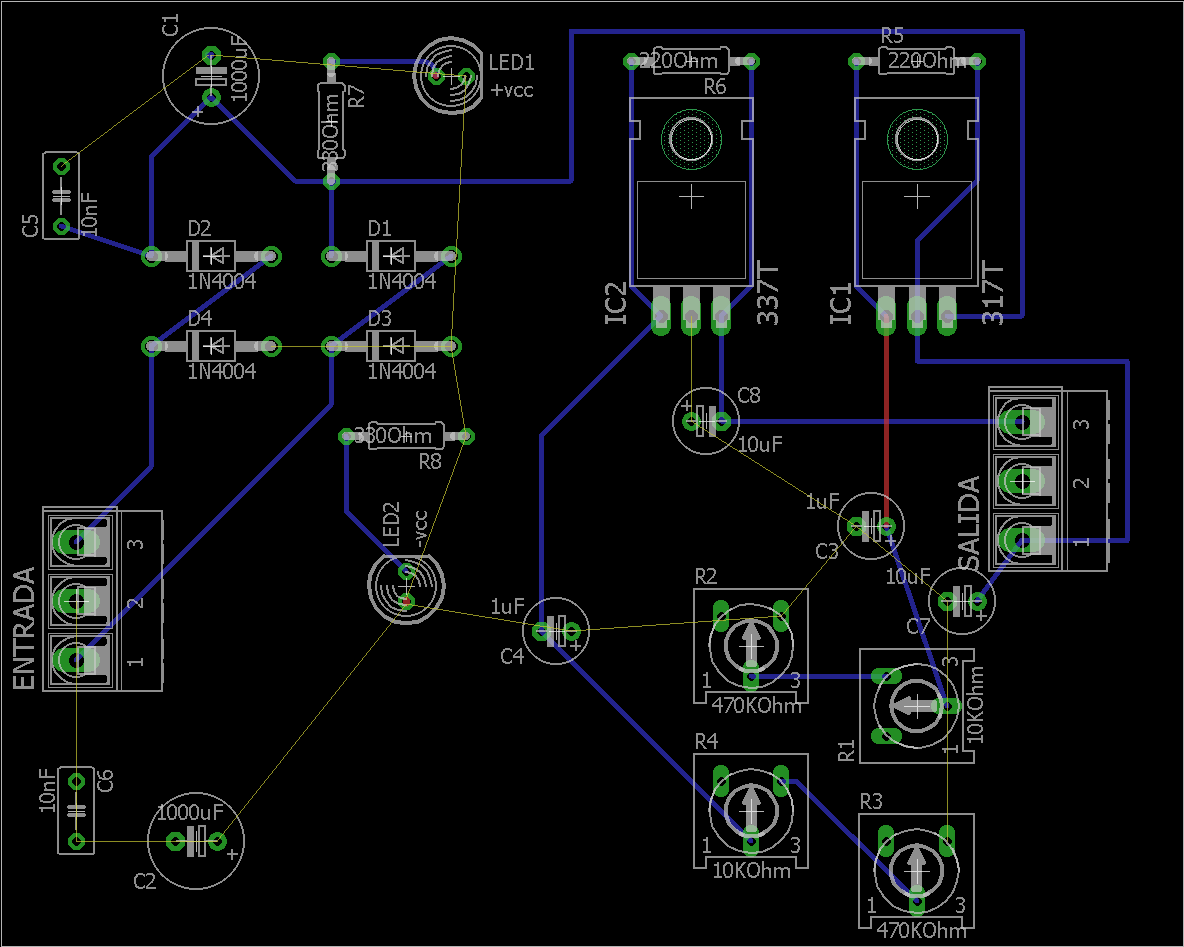 C1
1000uF
LED1
+vcc
R7
330Ohm
220Ohm
R6
R5
220Ohm
C5
10nF
D2
1N4004
D1
1N4004
IC2
337T
IC1
317T
D4
1N4004
D3
1N4004
C8
10uF
330Ohm
R8
3
2
1
SALIDA
LED2
-vcc
1uF
C3
10uF
C7
ENTRADA
3
2
1
1uF
C4
R2
1
3
470KOhm
R1
3
1
10KOhm
R4
1
3
10KOhm
R3
1
3
470KOhm
10nF
C6
1000uF
C2